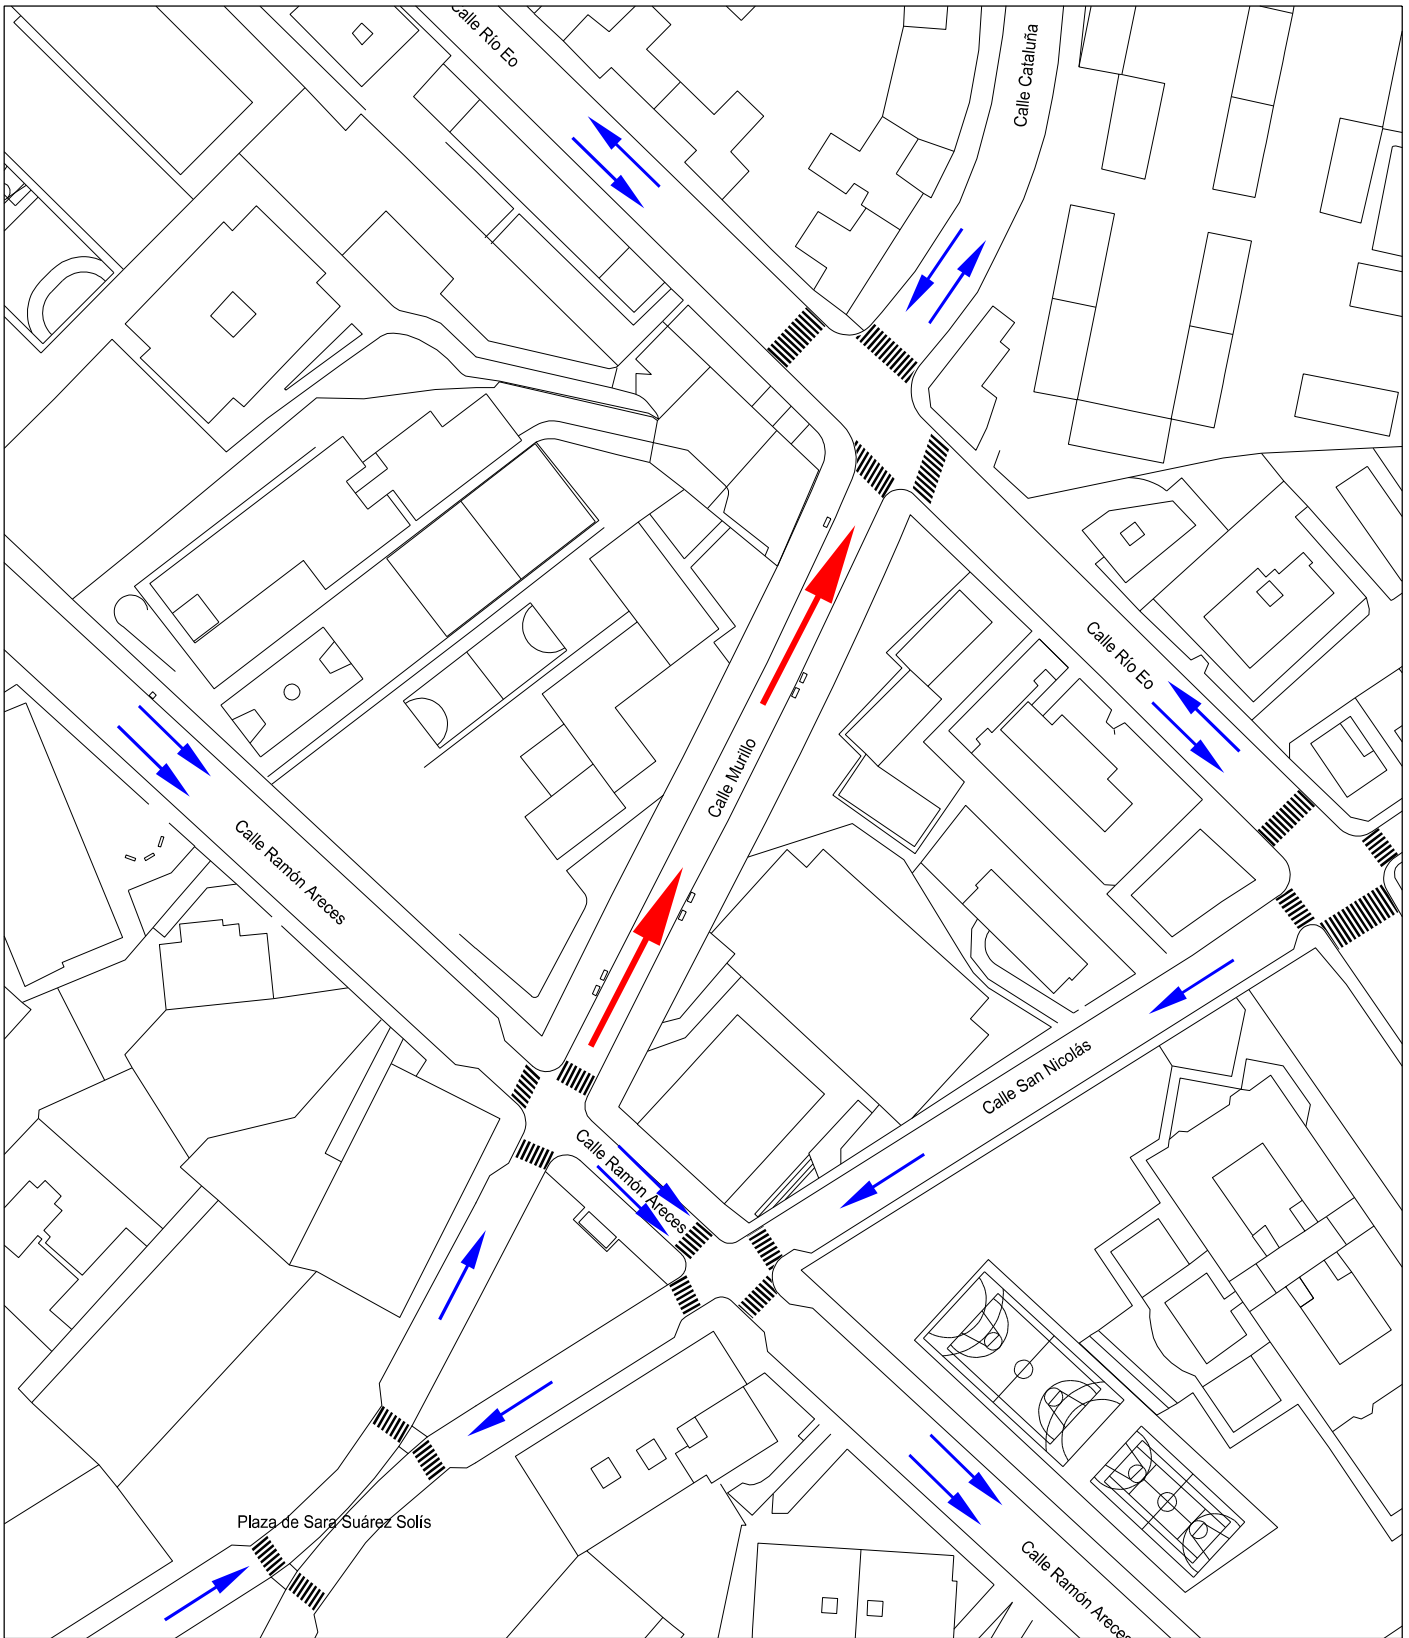 Calle Río Eo
Calle Cataluña
Calle Río Eo
Calle Murillo
Calle Ramón Areces
Calle San Nicolás
Calle Ramón Areces
Plaza de Sara Suárez Solís
Calle Ramón Areces